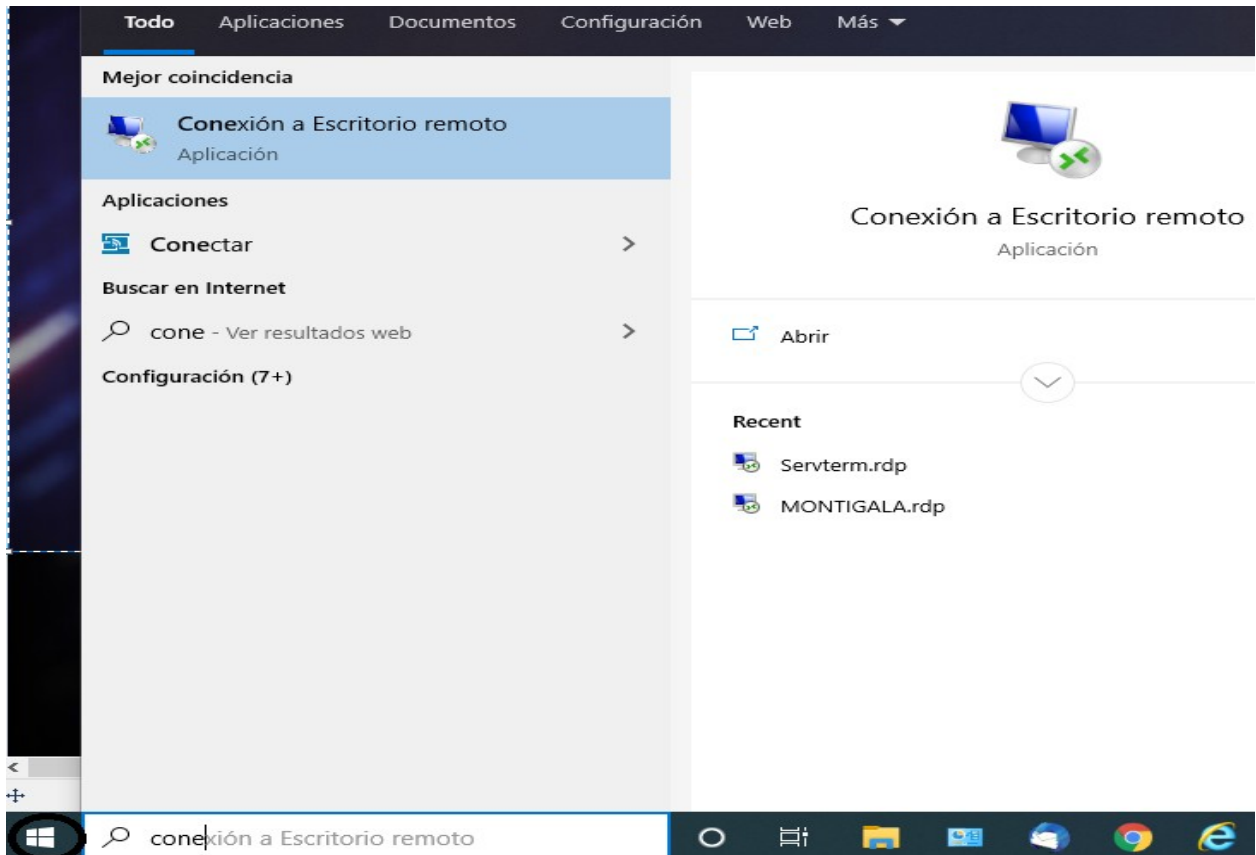 Todo Aplicaciones Documentos Configuración Web Más
Mejor coincidencia
Conexión a Escritorio remoto
Aplicación
Aplicaciones
Conectar
Buscar en Internet
cone - Ver resultados web
Configuración (7+)
Conexión a Escritorio remoto
Aplicación
Abrir
Recent
Servterm.rdp
MONTIGALA.rdp
conexión a Escritorio remoto